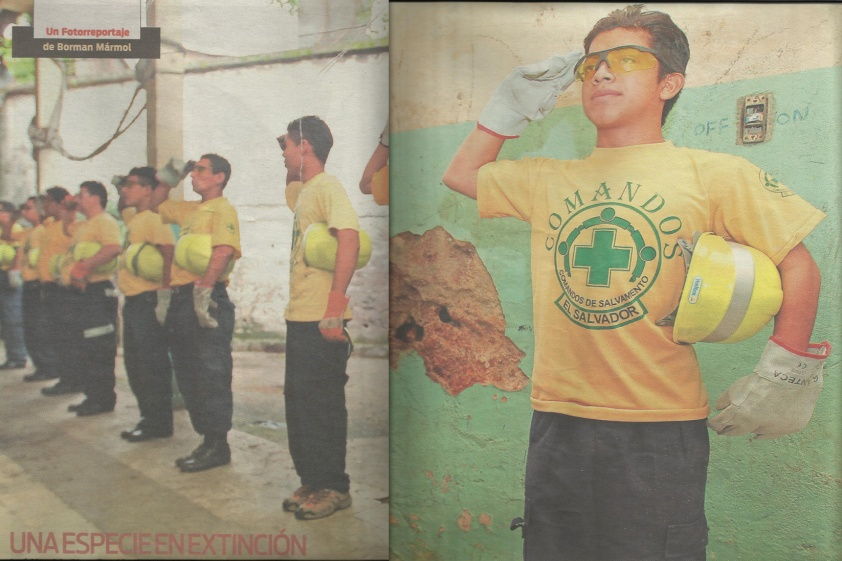 Un Fotorreportaje
de Borman Mármol
UNA ESPECIE EN EXTINCIÓN
OFF ON
COMANDOS
COMANDOS DE SALVAMENTO
EL SALVADOR